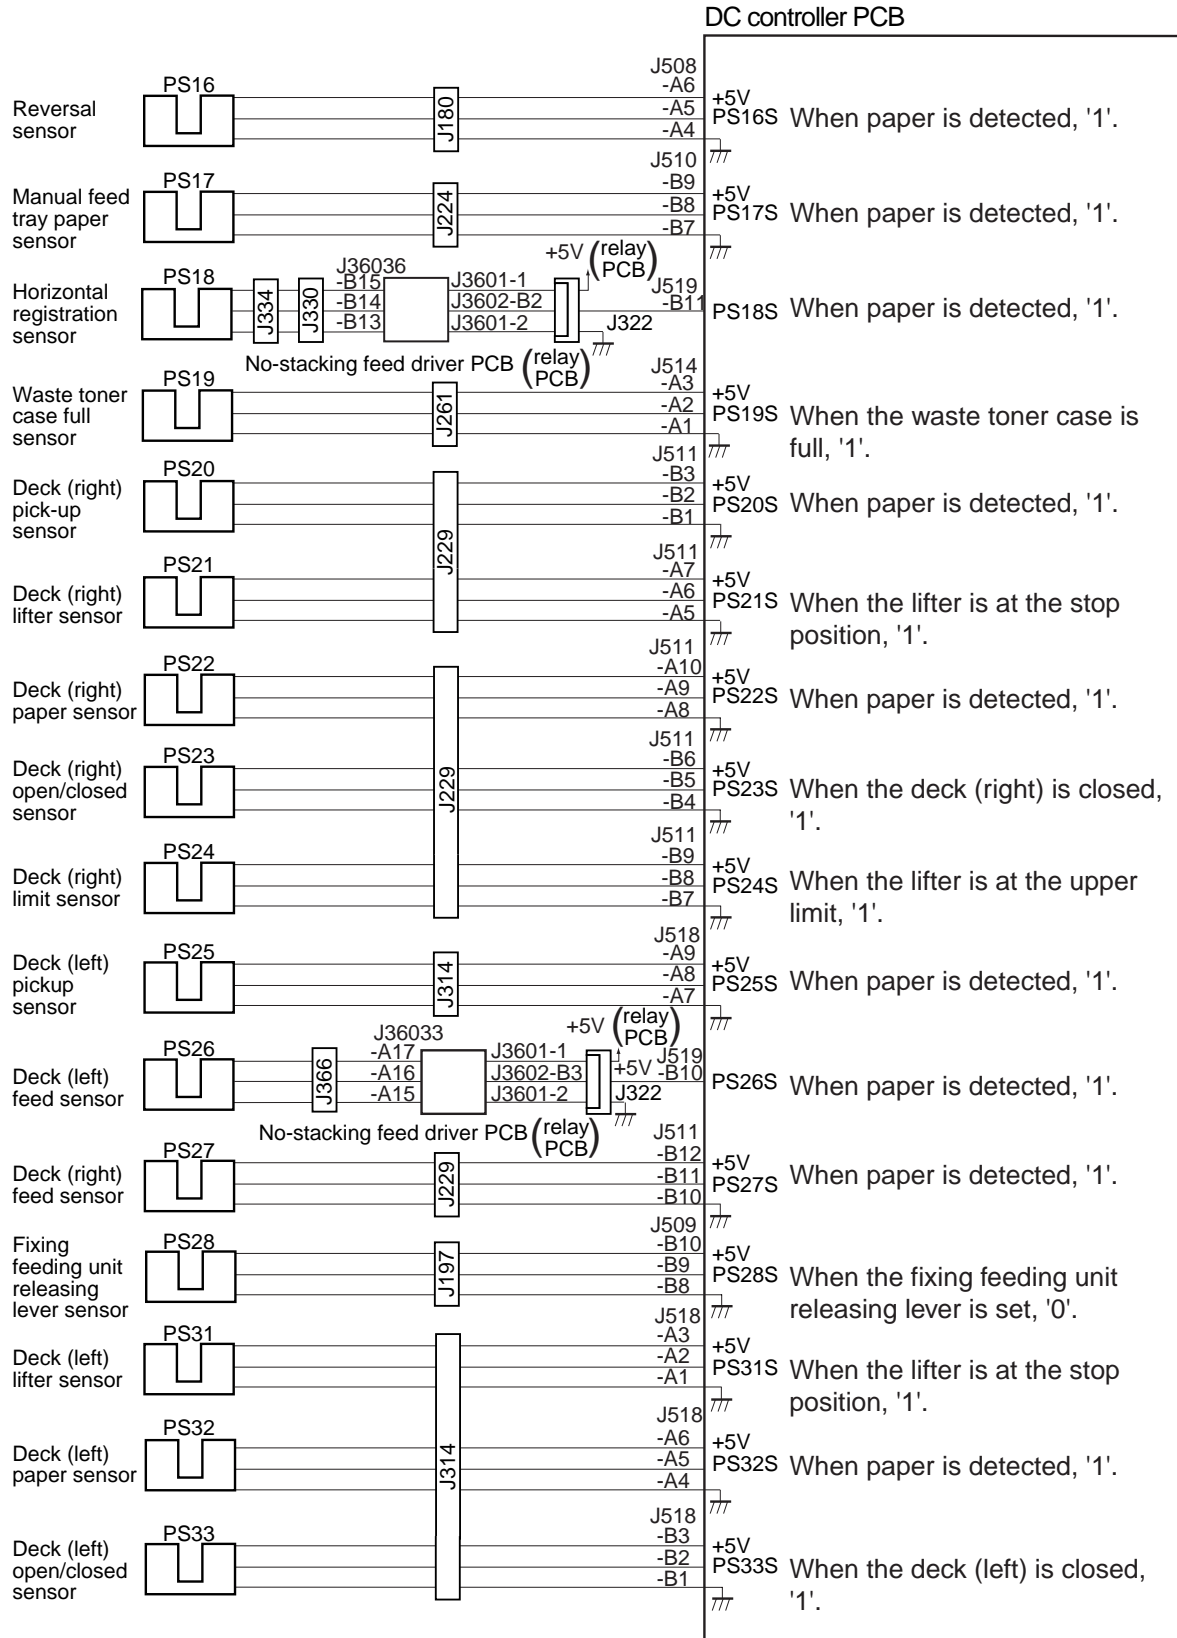 DC controller PCB
Reversal
sensor
PS16
J180
J508
-A6
-A5
-A4
+5V
PS16S
When paper is detected, '1'.
Manual feed
tray paper
sensor
PS17
J224
J510
-B9
-B8
-B7
+5V
PS17S
When paper is detected, '1'.
Horizontal
registration
sensor
PS18
J334
J330
J36036
-B15
-B14
-B13
J3601-1
J3602-B2
J3601-2
+5V (relay
PCB)
J322
J519
-B11
PS18S
When paper is detected, '1'.
No-stacking feed driver PCB (relay
PCB)
Waste toner
case full
sensor
PS19
J261
J514
-A3
-A2
-A1
+5V
PS19S
When the waste toner case is
full, '1'.
Deck (right)
pick-up
sensor
PS20
J229
J511
-B3
-B2
-B1
+5V
PS20S
When paper is detected, '1'.
Deck (right)
lifter sensor
PS21
J511
-A7
-A6
-A5
+5V
PS21S
When the lifter is at the stop
position, '1'.
Deck (right)
paper sensor
PS22
J511
-A10
-A9
-A8
+5V
PS22S
When paper is detected, '1'.
Deck (right)
open/closed
sensor
PS23
J229
J511
-B6
-B5
-B4
+5V
PS23S
When the deck (right) is closed,
'1'.
Deck (right)
limit sensor
PS24
J511
-B9
-B8
-B7
+5V
PS24S
When the lifter is at the upper
limit, '1'.
Deck (left)
pickup
sensor
PS25
J314
J518
-A9
-A8
-A7
+5V
PS25S
When paper is detected, '1'.
Deck (left)
feed sensor
PS26
J366
J36033
-A17
-A16
-A15
J3601-1
J3602-B3
J3601-2
+5V (relay
PCB)
+5V
J322
J519
-B10
PS26S
When paper is detected, '1'.
No-stacking feed driver PCB (relay
PCB)
Deck (right)
feed sensor
PS27
J229
J511
-B12
-B11
-B10
+5V
PS27S
When paper is detected, '1'.
Fixing
feeding unit
releasing
lever sensor
PS28
J197
J509
-B10
-B9
-B8
+5V
PS28S
When the fixing feeding unit
releasing lever is set, '0'.
Deck (left)
lifter sensor
PS31
J518
-A3
-A2
-A1
+5V
PS31S
When the lifter is at the stop
position, '1'.
Deck (left)
paper sensor
PS32
J314
J518
-A6
-A5
-A4
+5V
PS32S
When paper is detected, '1'.
Deck (left)
open/closed
sensor
PS33
J518
-B3
-B2
-B1
+5V
PS33S
When the deck (left) is closed,
'1'.